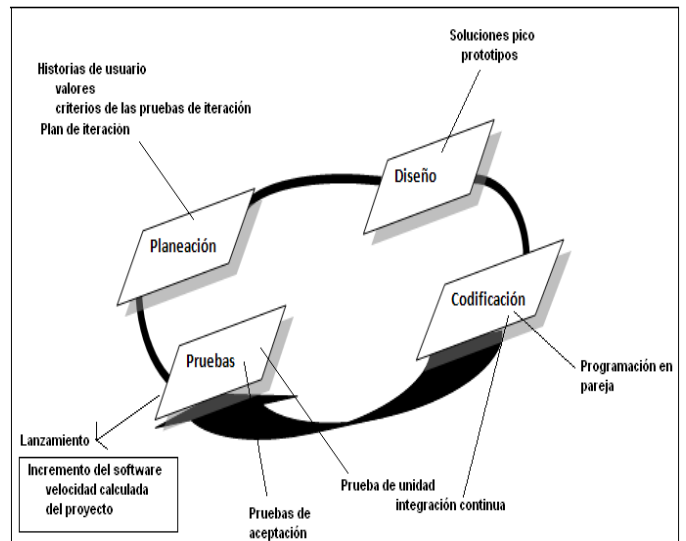 Soluciones pico
prototipos
Historias de usuario
valores
criterios de las pruebas de iteración
Plan de iteración
Diseño
Planeación
Codificación
Pruebas
Programación en
pareja
Lanzamiento
Incremento del software
velocidad calculada
del proyecto
Prueba de unidad
integración continua
Pruebas de
aceptación